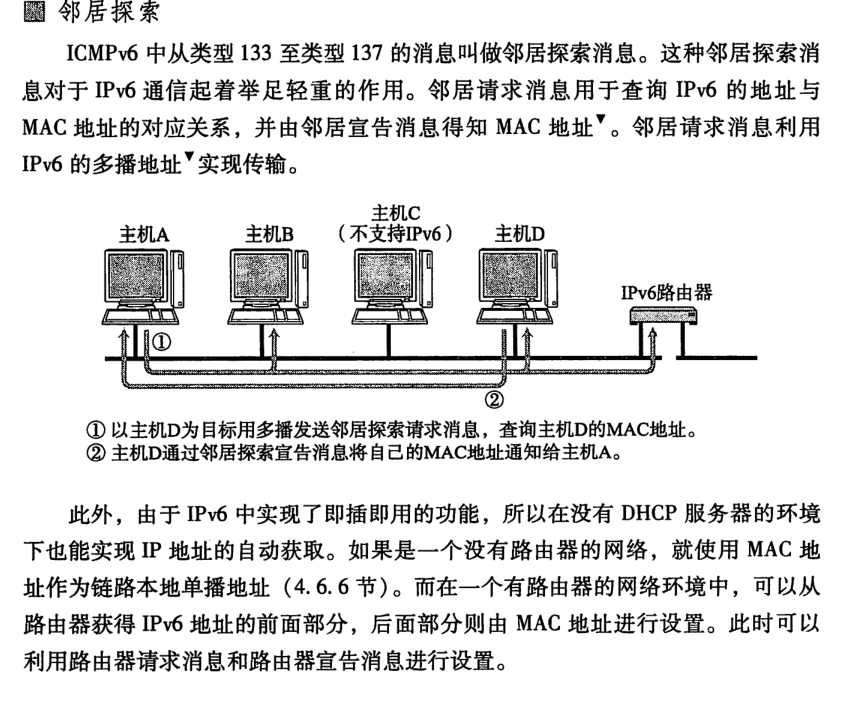 邻居探索
ICMPv6 中从类型 133 至类型 137 的消息叫做邻居探索消息。这种邻居探索消
息对于 IPv6 通信起着举足轻重的作用。邻居请求消息用于查询 IPv6 的地址与
MAC 地址的对应关系，并由邻居宣告消息得知 MAC 地址▼。邻居请求消息利用
IPv6 的多播地址▼实现传输。
主机A
主机B
主机C
（不支持IPv6）
主机D
IPv6路由器
①
②
① 以主机D为目标用多播发送邻居探索请求消息，查询主机D的MAC地址。
② 主机D通过邻居探索宣告消息将自己的MAC地址通知给主机A。
此外，由于 IPv6 中实现了即插即用的功能，所以在没有 DHCP 服务器的环境
下也能实现 IP 地址的自动获取。如果是一个没有路由器的网络，就使用 MAC 地
址作为链路本地单播地址（4. 6. 6 节）。而在一个有路由器的网络环境中，可以从
路由器获得 IPv6 地址的前面部分，后面部分则由 MAC 地址进行设置。此时可以
利用路由器请求消息和路由器宣告消息进行设置。